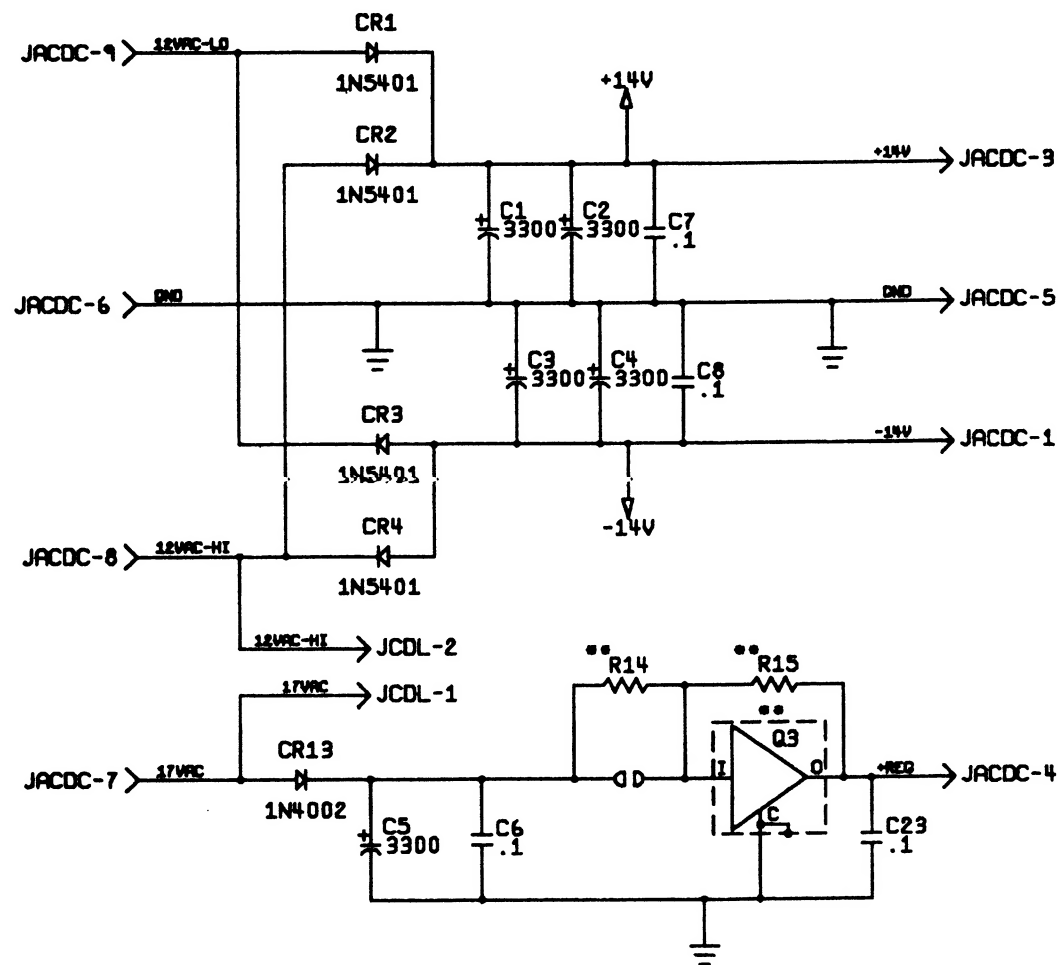 CR1
JACDC-9
12VAC-LO
1N5401
+14V
CR2
1N5401
+14V
JACDC-3
+
C1
3300
+
C2
3300
C7
.1
JACDC-6
GND
GND
JACDC-5
+
C3
3300
+
C4
3300
C8
.1
CR3
-14V
JACDC-1
1N5401
-14V
CR4
JACDC-8
12VAC-HI
1N5401
12VAC-HI
JCDL-2
**
R14
**
R15
17VAC
JCDL-1
**
Q3
CR13
JACDC-7
17VAC
I
O
+REG
JACDC-4
1N4002
C
+
C5
3300
C6
.1
C23
.1